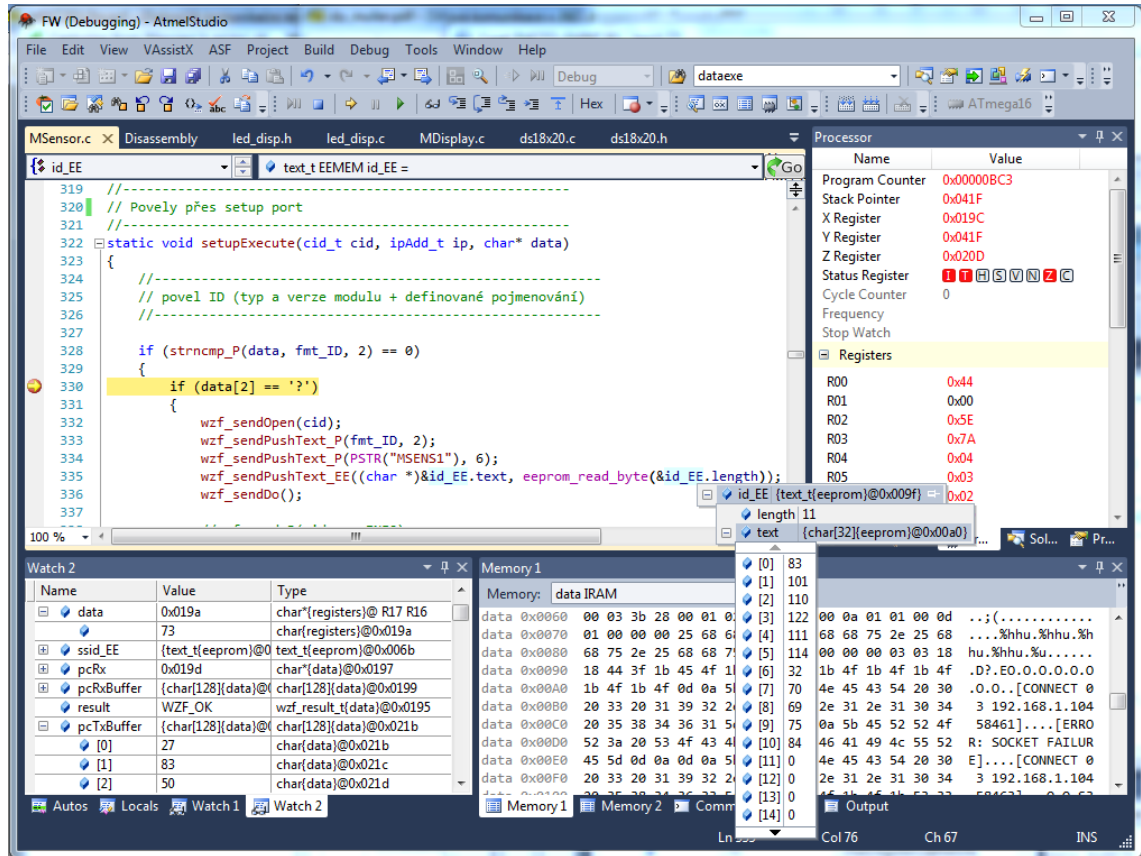 FW (Debugging) - AtmelStudio
File Edit View VAssistX ASF Project Build Debug Tools Window Help
Debug dataexe
Hex ATmega16
MSensor.c Disassembly led_disp.h led_disp.c MDisplay.c ds18x20.c ds18x20.h
id_EE text_t EEMEM id_EE = Go
319 //--------------------------------------------------------
320 // Povely přes setup port
321 //--------------------------------------------------------
322 static void setupExecute(cid_t cid, ipAdd_t ip, char* data)
323 {
324 //--------------------------------------------------------
325 // povel ID (typ a verze modulu + definované pojmenování)
326 //--------------------------------------------------------
327
328 if (strncmp_P(data, fmt_ID, 2) == 0)
329 {
330 if (data[2] == '?')
331 {
332 wzf_sendOpen(cid);
333 wzf_sendPushText_P(fmt_ID, 2);
334 wzf_sendPushText_P(PSTR("MSENS1"), 6);
335 wzf_sendPushText_EE((char *)&id_EE.text, eeprom_read_byte(&id_EE.length));
336 wzf_sendDo();
337
100 %
Processor
Name Value
Program Counter 0x00000BC3
Stack Pointer 0x041F
X Register 0x019C
Y Register 0x041F
Z Register 0x020D
Status Register I T H S V N Z C
Cycle Counter 0
Frequency
Stop Watch
Registers
R00 0x44
R01 0x00
R02 0x5E
R03 0x7A
R04 0x04
R05 0x03
0x02
Sol... Pr...
id_EE {text_t{eeprom}@0x009f}
length 11
text {char[32]{eeprom}@0x00a0}
[0] 83
[1] 101
[2] 110
[3] 122
[4] 111
[5] 114
[6] 32
[7] 70
[8] 69
[9] 75
[10] 84
[11] 0
[12] 0
[13] 0
[14] 0
Watch 2
Name Value Type
data 0x019a char*{registers}@ R17 R16
73 char{registers}@0x019a
ssid_EE {text_t{eeprom}@0 text_t{eeprom}@0x006b
pcRx 0x019d char*{data}@0x0197
pcRxBuffer {char[128]{data}@0 char[128]{data}@0x0199
result WZF_OK wzf_result_t{data}@0x0195
pcTxBuffer {char[128]{data}@0 char[128]{data}@0x021b
[0] 27 char{data}@0x021b
[1] 83 char{data}@0x021c
[2] 50 char{data}@0x021d
Autos Locals Watch 1 Watch 2
Memory 1
Memory: data IRAM
data 0x0060 00 03 3b 28 00 01 00 0a 01 01 00 0d ..;(............
data 0x0070 01 00 00 00 25 68 68 68 75 2e 25 68 ....%hhu.%hhu.%h
data 0x0080 68 75 2e 25 68 00 00 00 03 03 18 hu.%hhu.%u......
data 0x0090 18 44 3f 1b 45 4f 1b 4f 1b 4f 1b 4f .D?.EO.O.O.O.O.O
data 0x00A0 1b 4f 1b 4f 0d 0a 4e 45 43 54 20 30 .O.O..[CONNECT 0
data 0x00B0 20 33 20 31 39 32 2e 31 2e 31 30 34 3 192.168.1.104
data 0x00C0 20 35 38 34 36 31 0a 5b 45 52 52 4f 58461]....[ERRO
data 0x00D0 52 3a 20 53 4f 43 46 41 49 4c 55 52 R: SOCKET FAILUR
data 0x00E0 45 5d 0d 0a 0d 0a 4e 45 43 54 20 30 E]....[CONNECT 0
data 0x00F0 20 33 20 31 39 32 2e 31 2e 31 30 34 3 192.168.1.104
Memory 1 Memory 2 Comm Output
Col 76 Ch 67 INS